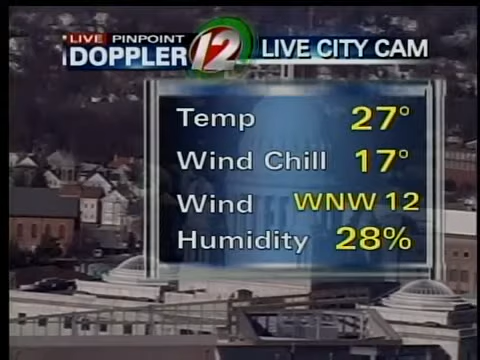 LIVE PINPOINT
DOPPLER 12 LIVE CITY CAM
Temp 27°
Wind Chill 17°
Wind WNW 12
Humidity 28%